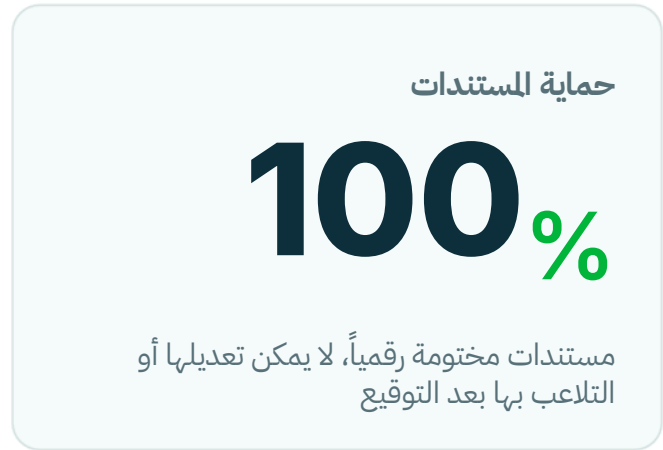 حماية المستندات
100%
مستندات مختومة رقمياً، لا يمكن تعديلها أو
التلاعب بها بعد التوقيع